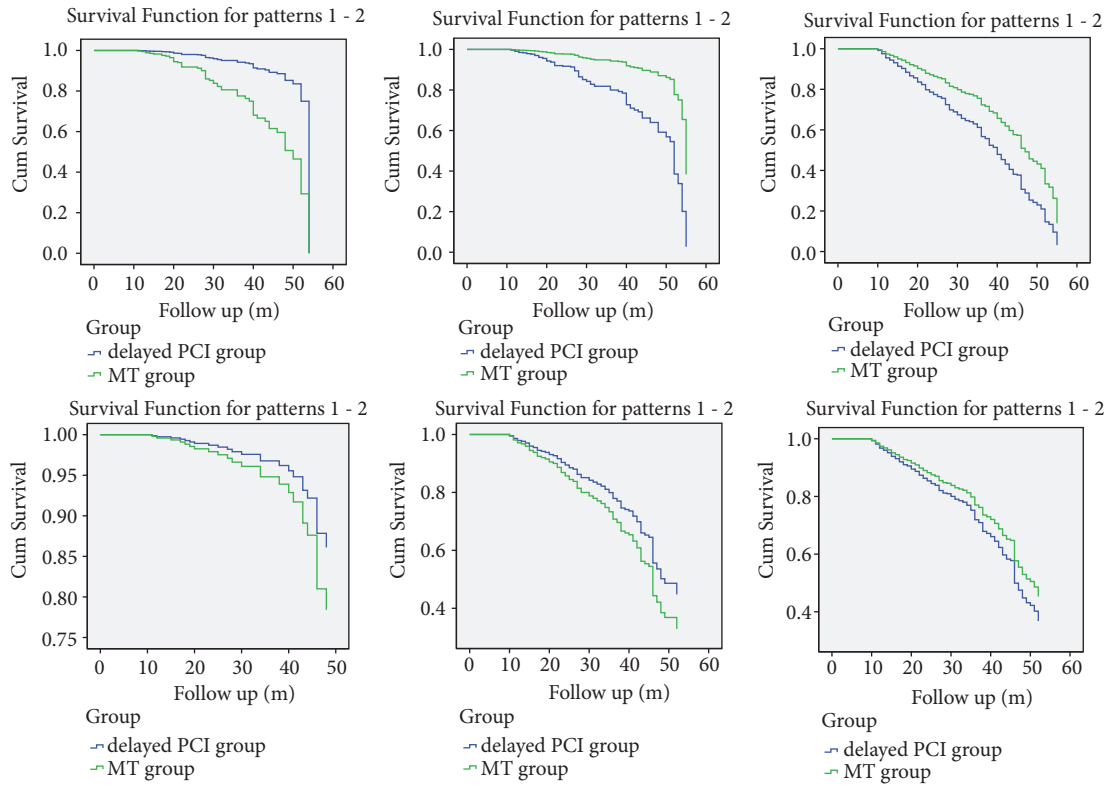 Survival Function for patterns 1 - 2
Cum Survival
1.0
0.8
0.6
0.4
0.2
0.0
0 10 20 30 40 50 60
Follow up (m)
Group
delayed PCI group
MT group
Survival Function for patterns 1 - 2
Cum Survival
1.0
0.8
0.6
0.4
0.2
0.0
0 10 20 30 40 50 60
Follow up (m)
Group
delayed PCI group
MT group
Survival Function for patterns 1 - 2
Cum Survival
1.0
0.8
0.6
0.4
0.2
0.0
0 10 20 30 40 50 60
Follow up (m)
Group
delayed PCI group
MT group
Survival Function for patterns 1 - 2
Cum Survival
1.00
0.95
0.90
0.85
0.80
0.75
0 10 20 30 40 50
Follow up (m)
Group
delayed PCI group
MT group
Survival Function for patterns 1 - 2
Cum Survival
1.0
0.8
0.6
0.4
0 10 20 30 40 50 60
Follow up (m)
Group
delayed PCI group
MT group
Survival Function for patterns 1 - 2
Cum Survival
1.0
0.8
0.6
0.4
0 10 20 30 40 50 60
Follow up (m)
Group
delayed PCI group
MT group